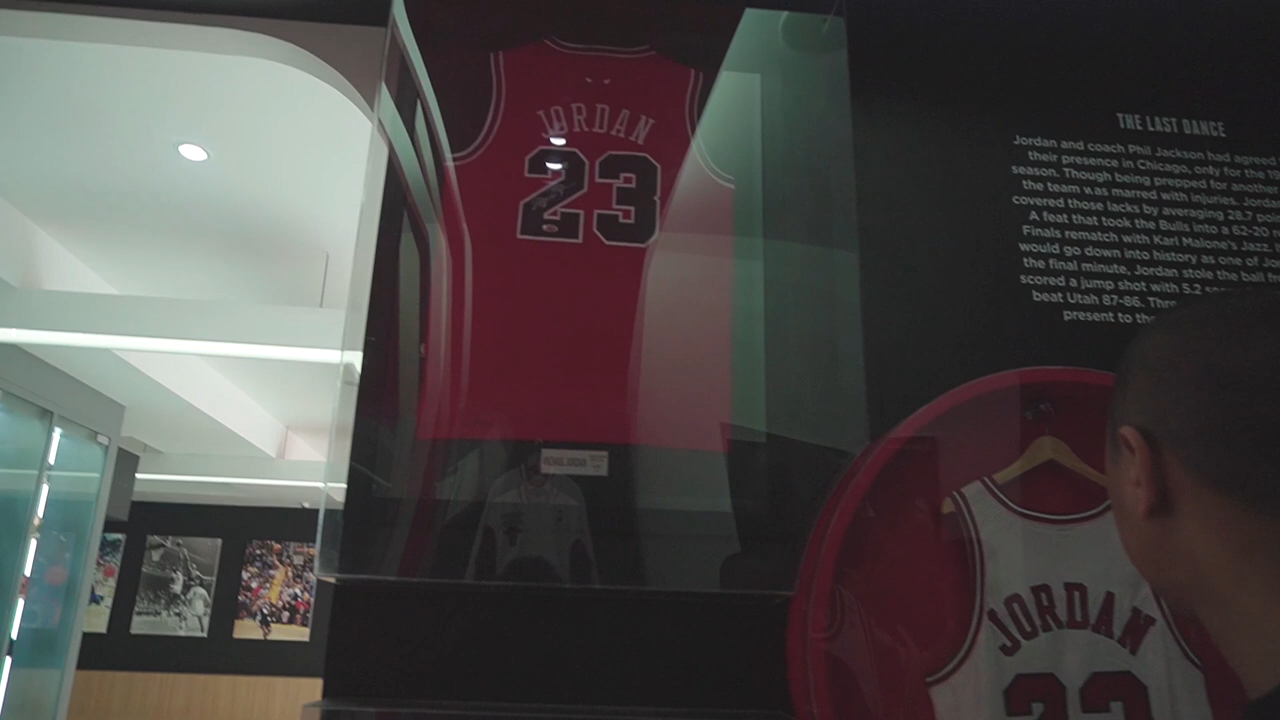 JORDAN
23
MICHAEL JORDAN
THE LAST DANCE
Jordan and coach Phil Jackson had agreed
their presence in Chicago, only for the
season. Though being prepped for another
the team was marred with injuries.
covered those lacks by averaging 28.7
A feat that took the Bulls into a 62-20
Finals rematch with Karl Malone's Jazz.
would go down into history as one of
the final minute, Jordan stole the ball
scored a jump shot with 5.2
beat Utah 87-86.
present to
JORDAN
23